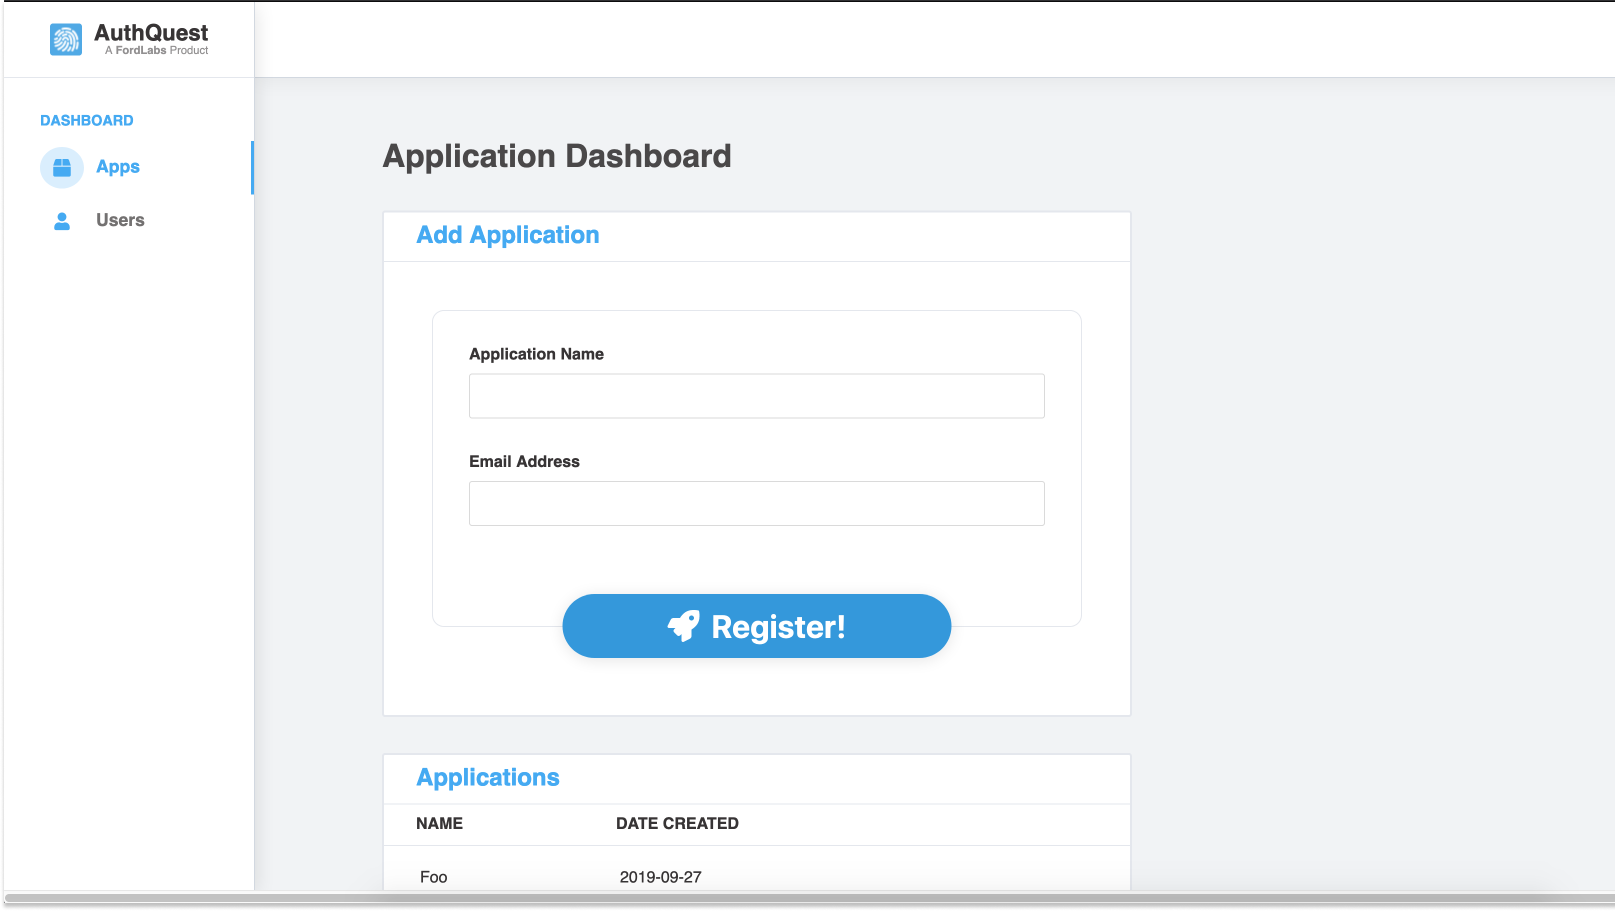 AuthQuest
A FordLabs Product
DASHBOARD
Apps
Users
Application Dashboard
Add Application
Application Name
Email Address
Register!
Applications
NAME DATE CREATED
Foo 2019-09-27